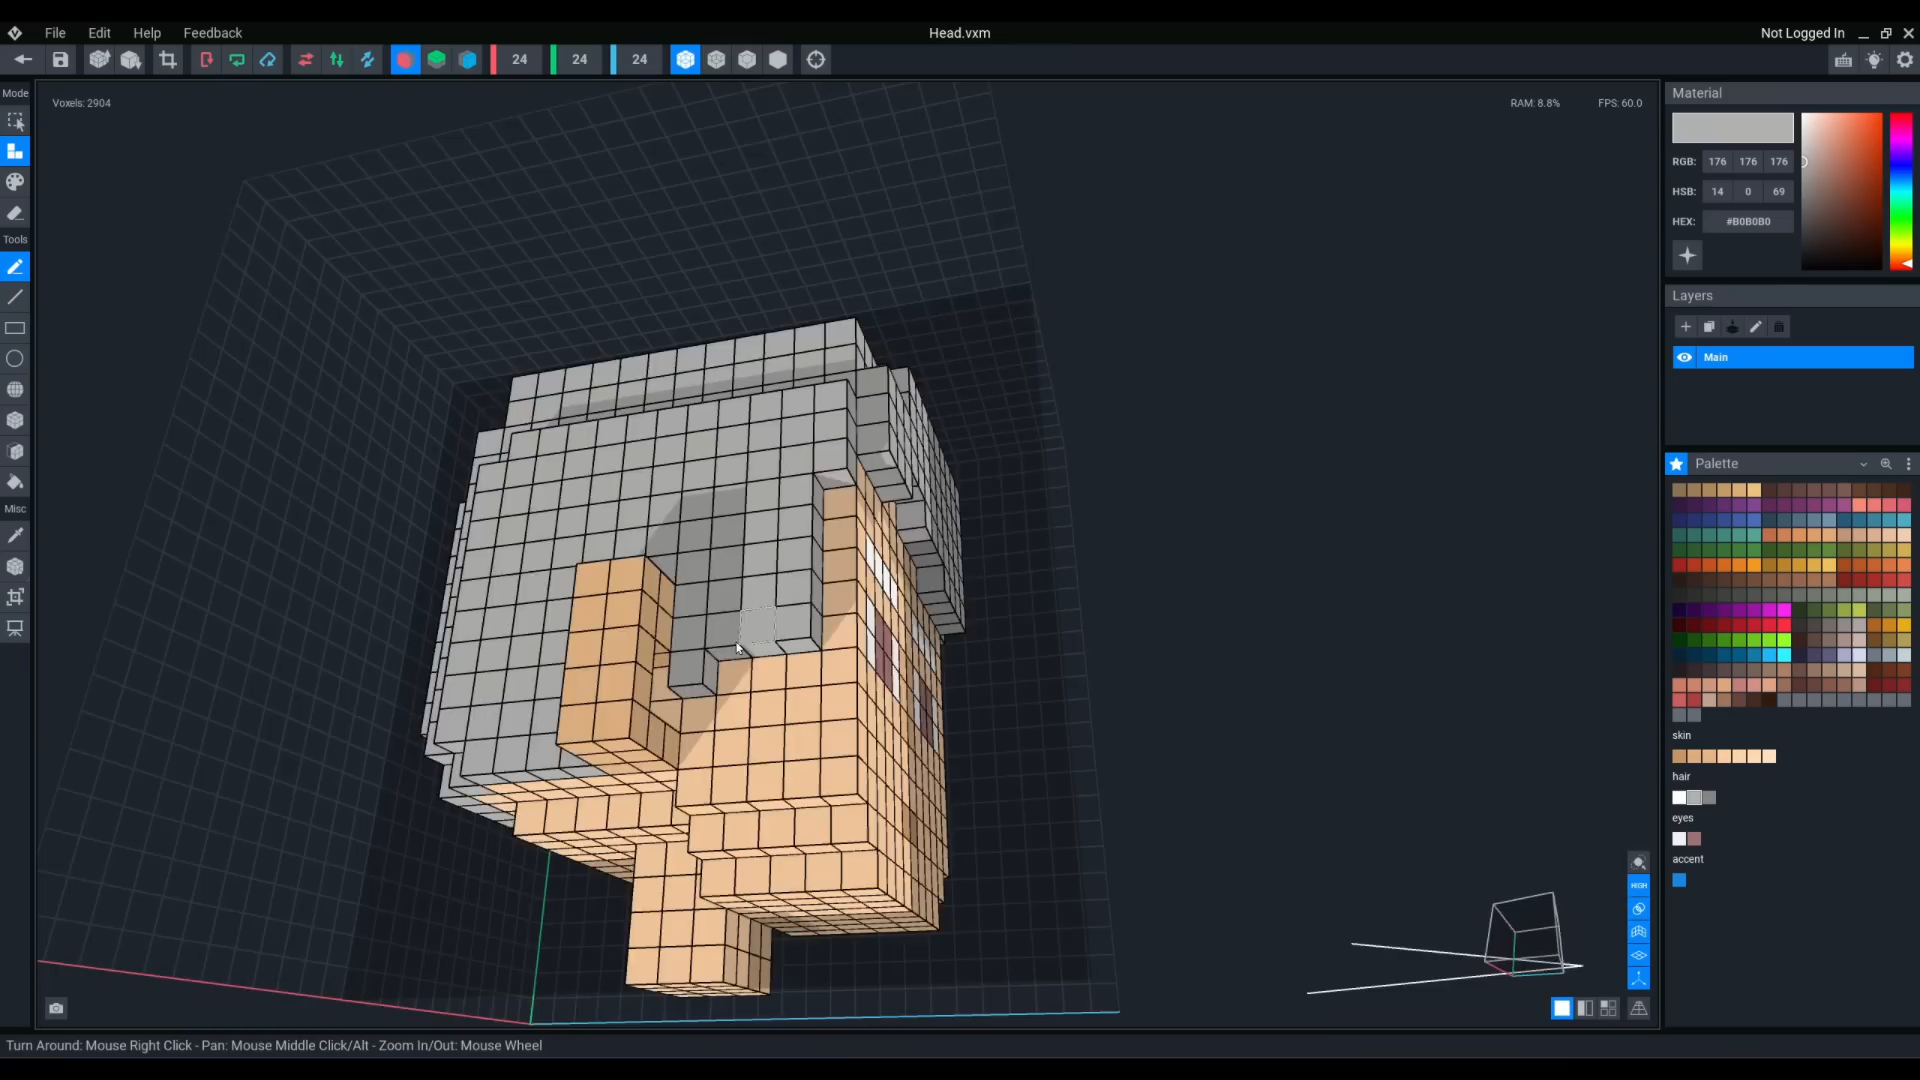 File Edit Help Feedback
Head.vxm
Not Logged In
24 24 24
Mode
Voxels: 2904
RAM: 8.8% FPS: 60.0
Tools
Misc
Material
RGB: 176 176 176
HSB: 14 0 69
HEX: #B0B0B0
Layers
Main
Palette
skin
hair
eyes
accent
HIGH
Turn Around: Mouse Right Click - Pan: Mouse Middle Click/Alt - Zoom In/Out: Mouse Wheel